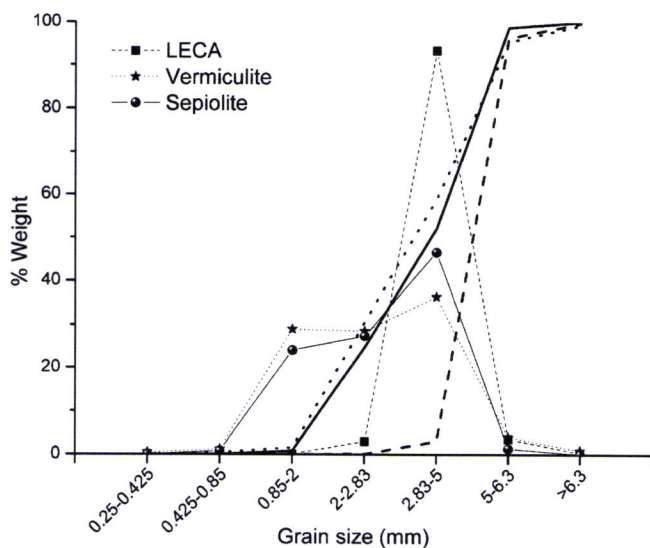 100
80
60
40
20
0
% Weight
LECA
Vermiculite
Sepiolite
0.25-0.425
0.425-0.85
0.85-2
2-2.83
2.83-5
5-6.3
>6.3
Grain size (mm)